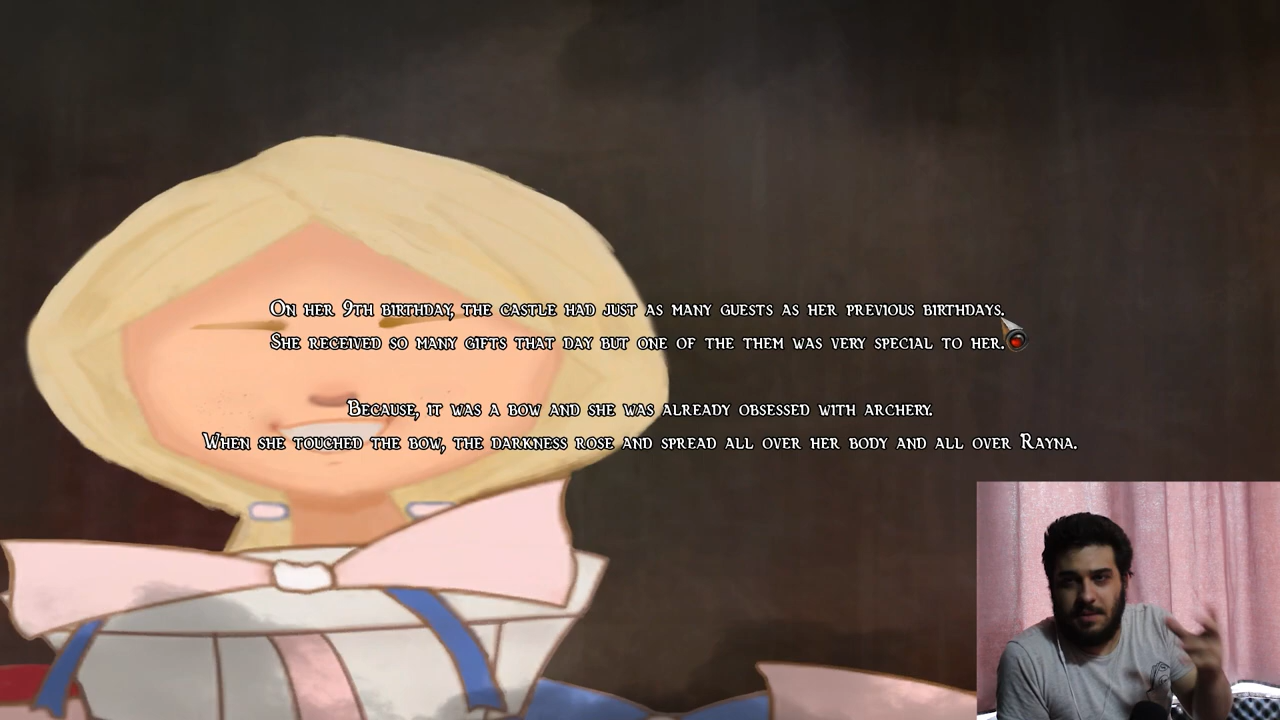 On her 9th birthday, the castle had just as many guests as her previous birthdays.
She received so many gifts that day but one of the them was very special to her.
Because, it was a bow and she was already obsessed with archery.
When she touched the bow, the darkness rose and spread all over her body and all over Rayna.